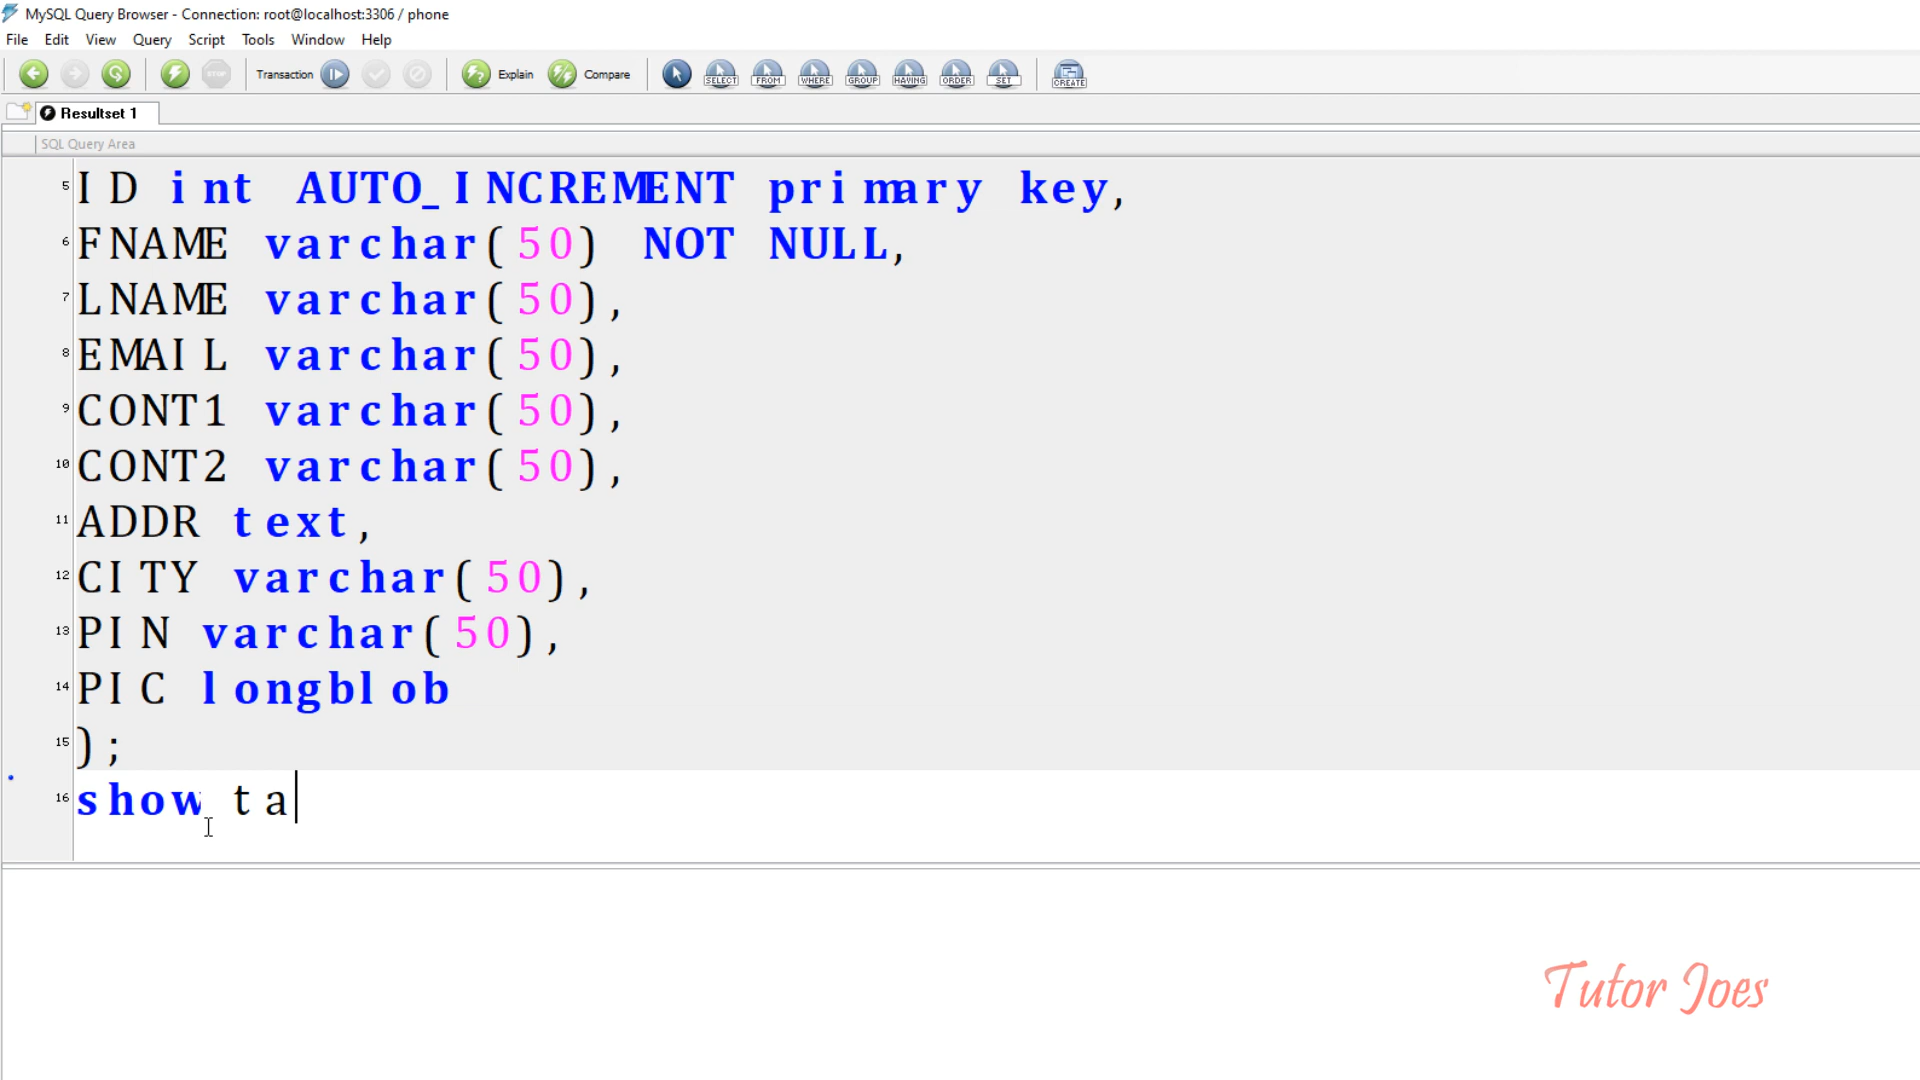 MySQL Query Browser - Connection: root@localhost:3306 / phone
File Edit View Query Script Tools Window Help
STOP Transaction Explain Compare SELECT FROM WHERE GROUP HAVING ORDER SET CREATE
Resultset 1
SQL Query Area
5 ID int AUTO_INCREMENT primary key,
6 FNAME varchar(50) NOT NULL,
7 LNAME varchar(50),
8 EMAIL varchar(50),
9 CONT1 varchar(50),
10 CONT2 varchar(50),
11 ADDR text,
12 CITY varchar(50),
13 PIN varchar(50),
14 PIC longblob
15 );
16 show ta
Tutor Joes